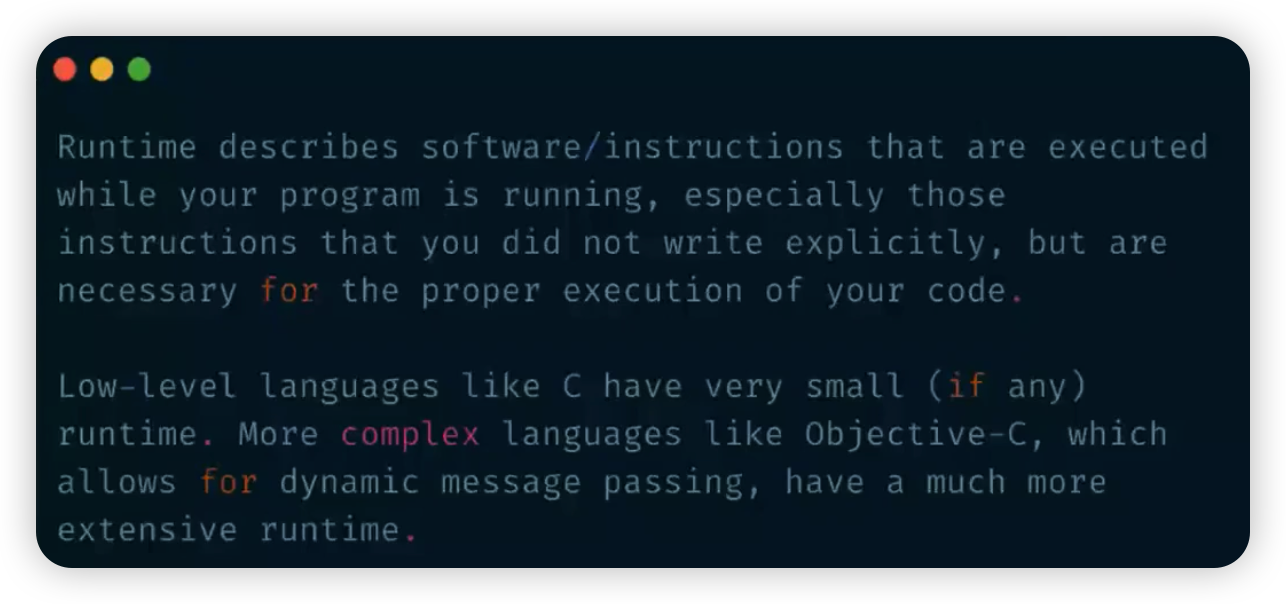 Runtime describes software/instructions that are executed
while your program is running, especially those
instructions that you did not write explicitly, but are
necessary for the proper execution of your code.
Low-level languages like C have very small (if any)
runtime. More complex languages like Objective-C, which
allows for dynamic message passing, have a much more
extensive runtime.